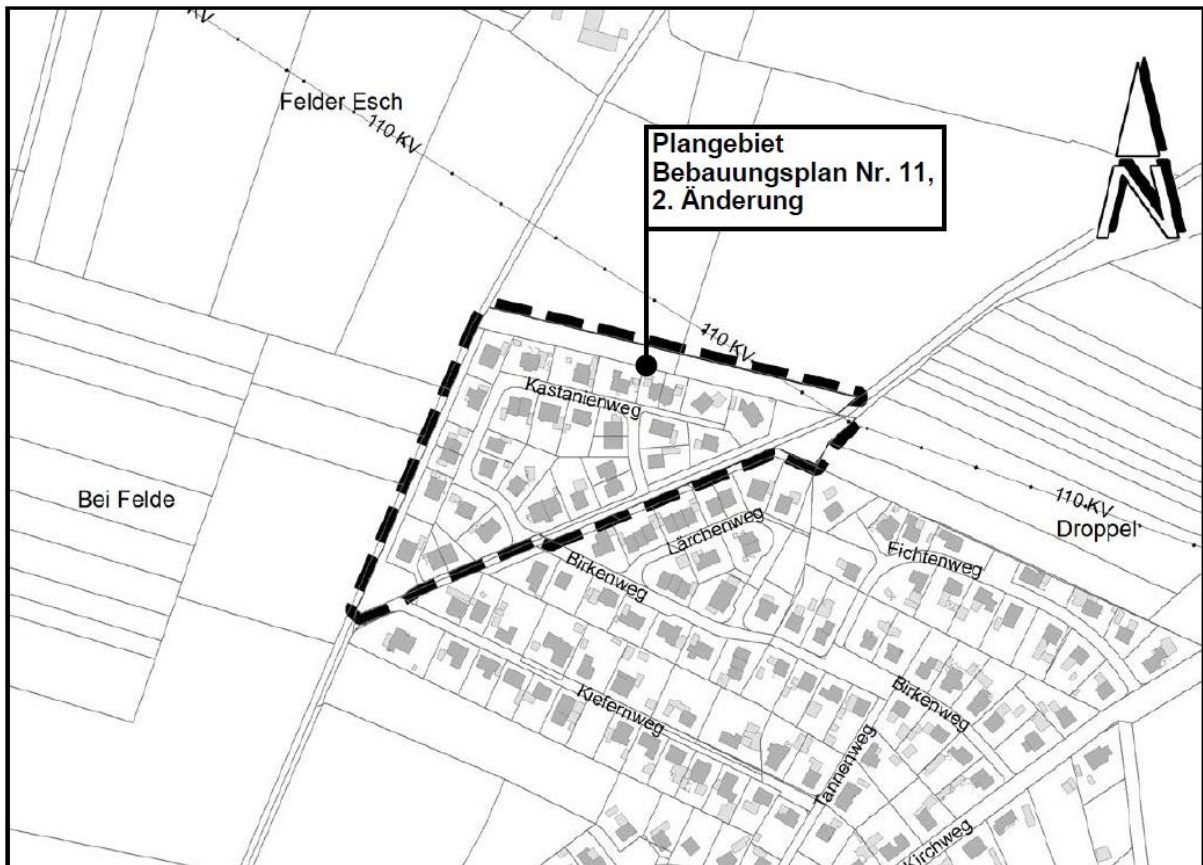 KV
Felder Esch
110 KV
Plangebiet
Bebauungsplan Nr. 11,
2. Änderung
N
110 KV
Kastanienweg
Bei Felde
110 KV
Droppel
Lärchenweg
Fichtenweg
Birkenweg
Kiefernweg
Birkenweg
Tannenweg
Kirchweg